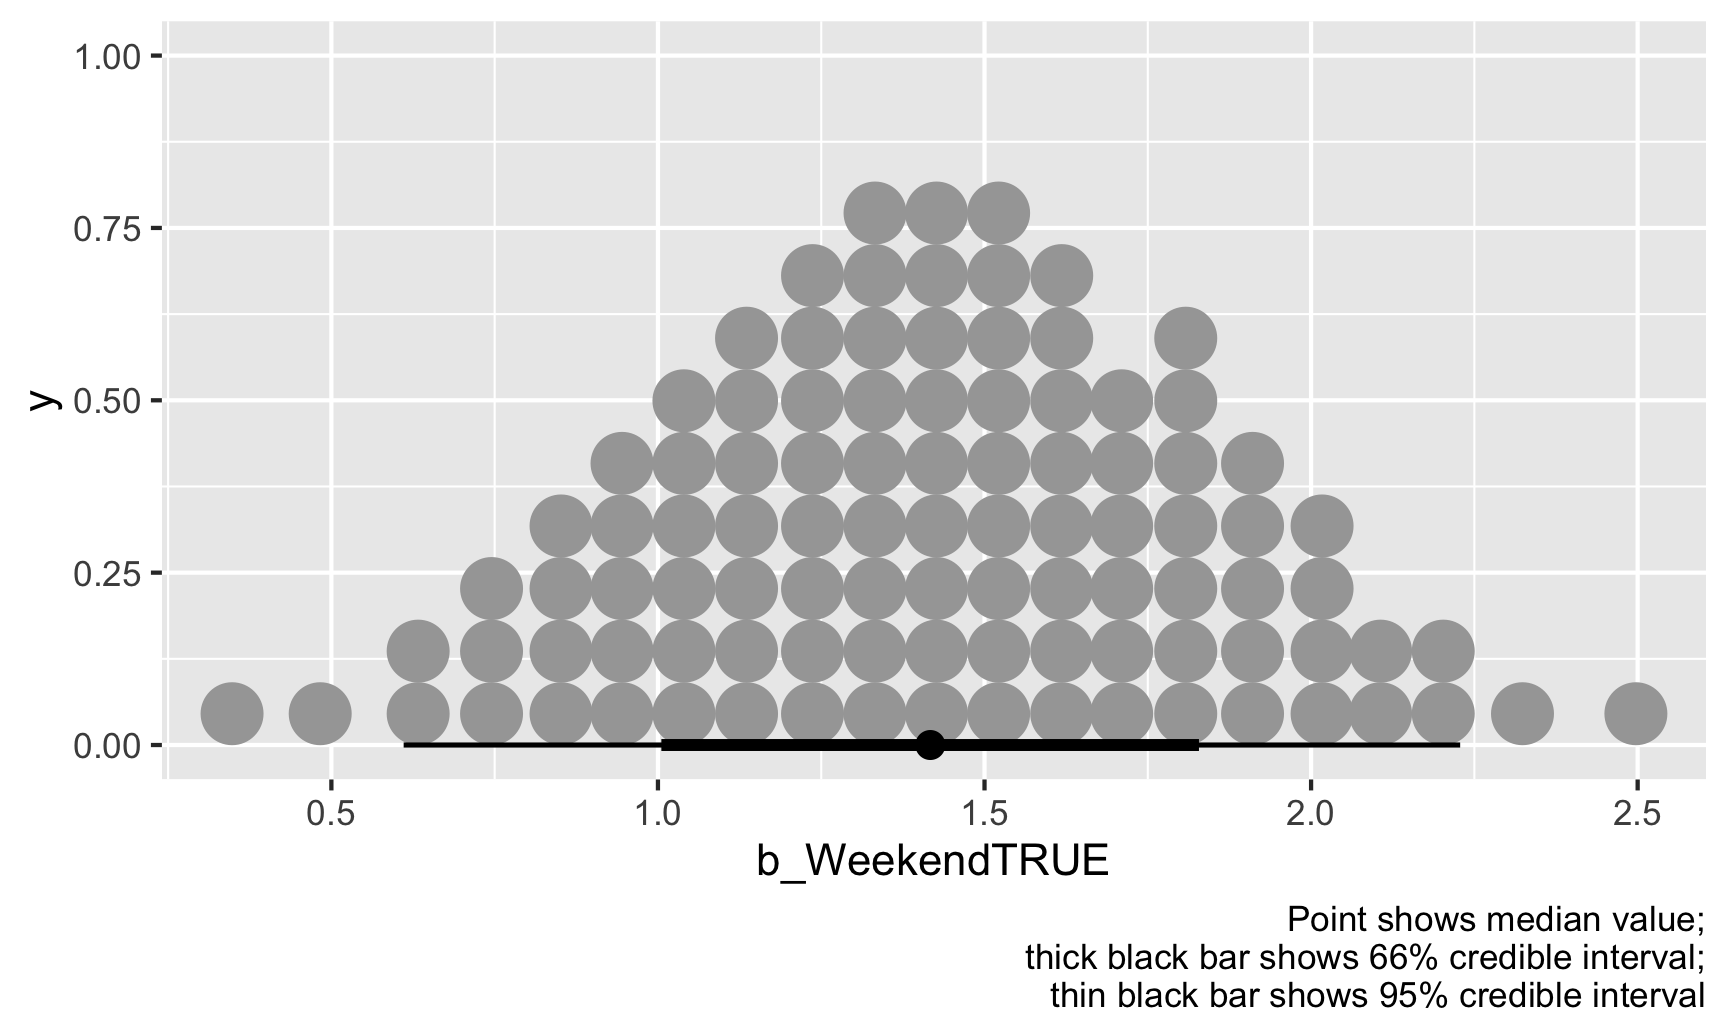 1.00
0.75
0.50
0.25
0.00
y
0.5 1.0 1.5 2.0 2.5
b_WeekendTRUE
Point shows median value;
thick black bar shows 66% credible interval;
thin black bar shows 95% credible interval